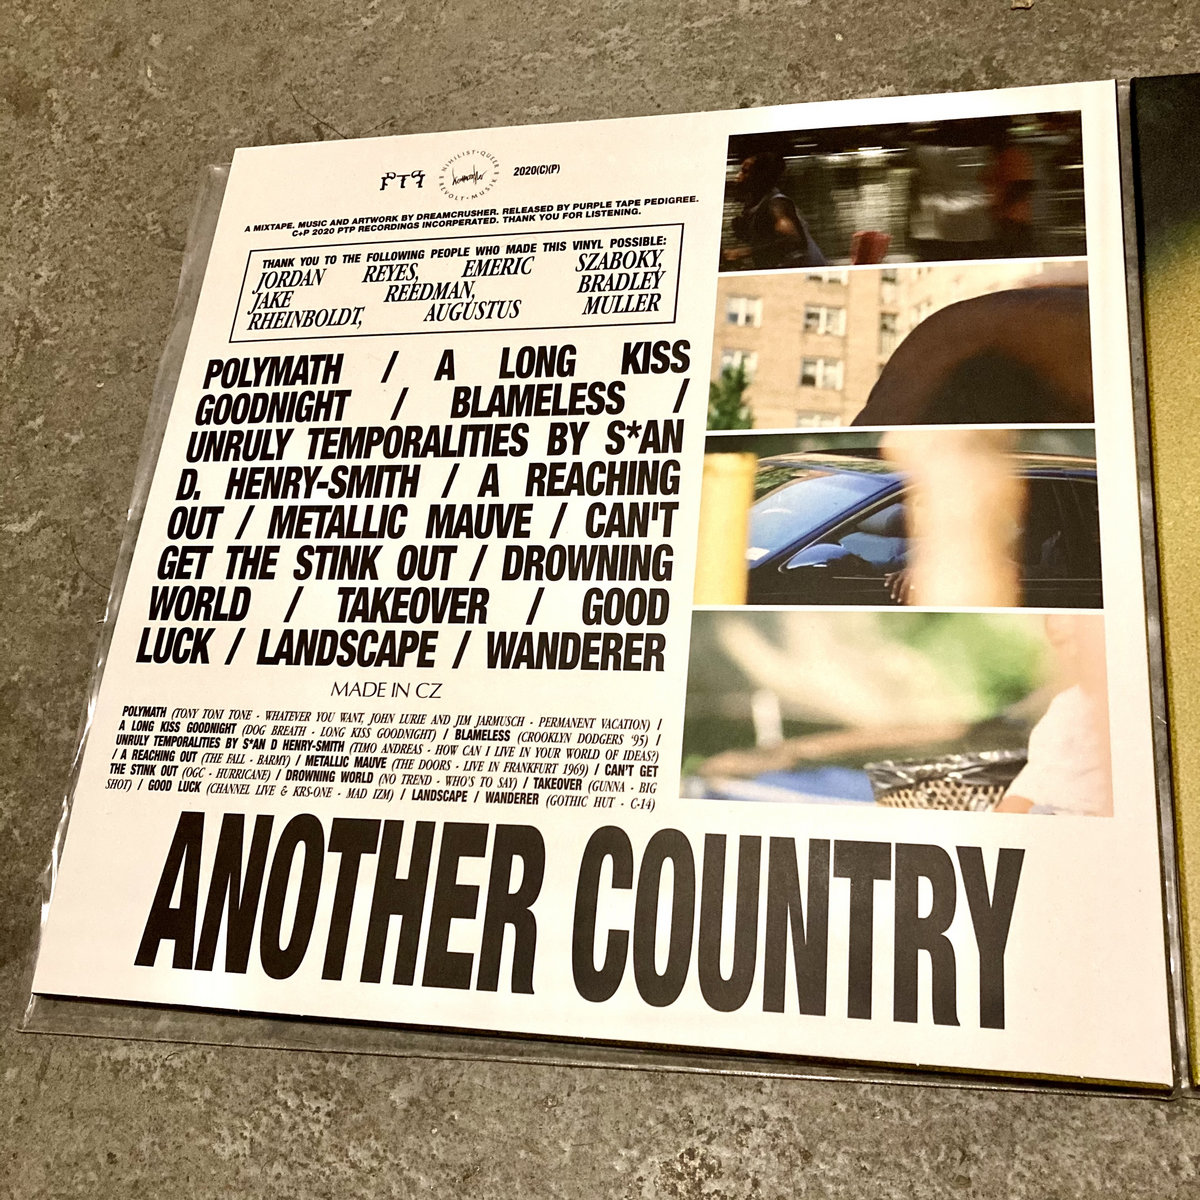 PTP
NIHILIST · QUEER
REVOLT · MUSIK
2020(C)(P)
A MIXTAPE. MUSIC AND ARTWORK BY DREAMCRUSHER. RELEASED BY PURPLE TAPE PEDIGREE.
C+P 2020 PTP RECORDINGS INCORPERATED. THANK YOU FOR LISTENING.
THANK YOU TO THE FOLLOWING PEOPLE WHO MADE THIS VINYL POSSIBLE:
JORDAN REYES, EMERIC SZABOKY,
JAKE REEDMAN, BRADLEY
RHEINBOLDT, AUGUSTUS MULLER
POLYMATH / A LONG KISS
GOODNIGHT / BLAMELESS /
UNRULY TEMPORALITIES BY S*AN
D. HENRY-SMITH / A REACHING
OUT / METALLIC MAUVE / CAN'T
GET THE STINK OUT / DROWNING
WORLD / TAKEOVER / GOOD
LUCK / LANDSCAPE / WANDERER
MADE IN CZ
POLYMATH (TONY TONI TONE - WHATEVER YOU WANT, JOHN LURIE AND JIM JARMUSCH - PERMANENT VACATION) /
A LONG KISS GOODNIGHT (DOG BREATH - LONG KISS GOODNIGHT) / BLAMELESS (CROOKLYN DODGERS '95) /
UNRULY TEMPORALITIES BY S*AN D HENRY-SMITH (TIMO ANDREAS - HOW CAN I LIVE IN YOUR WORLD OF IDEAS?)
/ A REACHING OUT (THE FALL - BARMY) / METALLIC MAUVE (THE DOORS - LIVE IN FRANKFURT 1969) / CAN'T GET
THE STINK OUT (OGC - HURRICANE) / DROWNING WORLD (NO TREND - WHO'S TO SAY) / TAKEOVER (GUNNA - BIG
SHOT) / GOOD LUCK (CHANNEL LIVE & KRS-ONE - MAD IZM) / LANDSCAPE / WANDERER (GOTHIC HUT - C-14)
ANOTHER COUNTRY